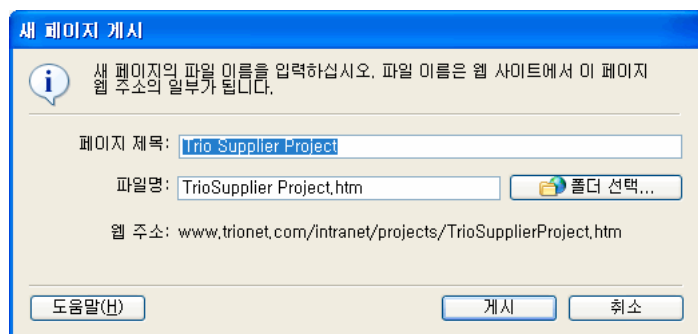 새 페이지 게시
새 페이지의 파일 이름을 입력하십시오. 파일 이름은 웹 사이트에서 이 페이지
웹 주소의 일부가 됩니다.
페이지 제목: Trio Supplier Project
파일명: TrioSupplier Project.htm 폴더 선택...
웹 주소: www.trionet.com/intranet/projects/TrioSupplierProject.htm
도움말(H) 게시 취소